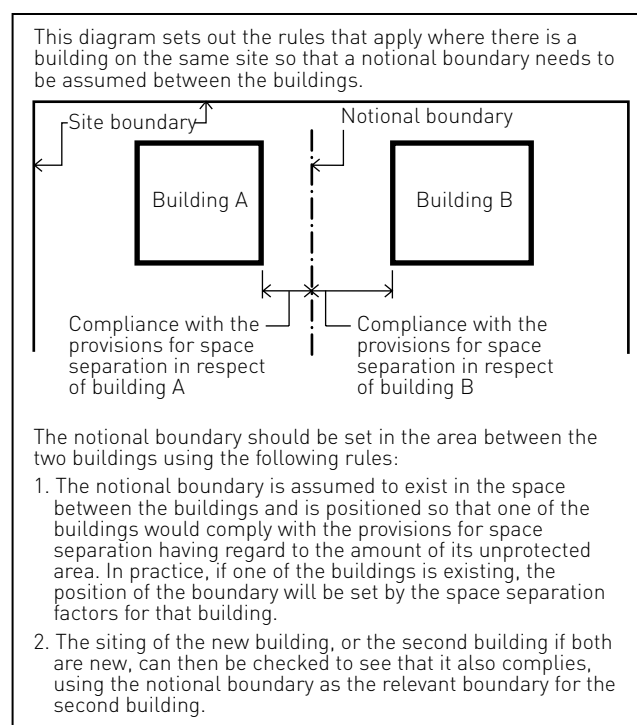 This diagram sets out the rules that apply where there is a
building on the same site so that a notional boundary needs to
be assumed between the buildings.
Site boundary
Notional boundary
Building A
Building B
Compliance with the
provisions for space
separation in respect
of building A
Compliance with the
provisions for space
separation in respect
of building B
The notional boundary should be set in the area between the
two buildings using the following rules:
1. The notional boundary is assumed to exist in the space
between the buildings and is positioned so that one of the
buildings would comply with the provisions for space
separation having regard to the amount of its unprotected
area. In practice, if one of the buildings is existing, the
position of the boundary will be set by the space separation
factors for that building.
2. The siting of the new building, or the second building if both
are new, can then be checked to see that it also complies,
using the notional boundary as the relevant boundary for the
second building.